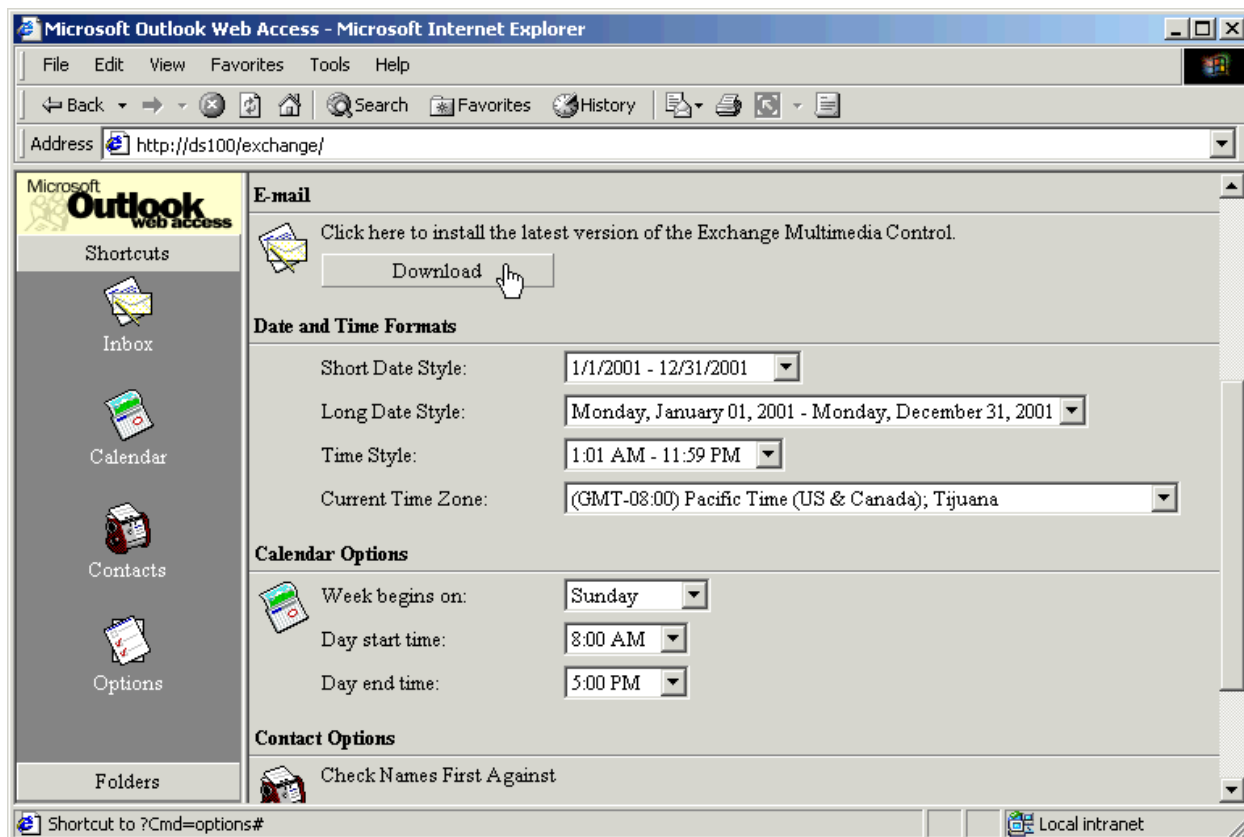 Microsoft Outlook Web Access - Microsoft Internet Explorer
File Edit View Favorites Tools Help
Back Search Favorites History
Address http://ds100/exchange/
Microsoft
Outlook
web access
Shortcuts
Inbox
Calendar
Contacts
Options
Folders
E-mail
Click here to install the latest version of the Exchange Multimedia Control.
Download
Date and Time Formats
Short Date Style: 1/1/2001 - 12/31/2001
Long Date Style: Monday, January 01, 2001 - Monday, December 31, 2001
Time Style: 1:01 AM - 11:59 PM
Current Time Zone: (GMT-08:00) Pacific Time (US & Canada); Tijuana
Calendar Options
Week begins on: Sunday
Day start time: 8:00 AM
Day end time: 5:00 PM
Contact Options
Check Names First Against
Shortcut to ?Cmd=options# Local intranet